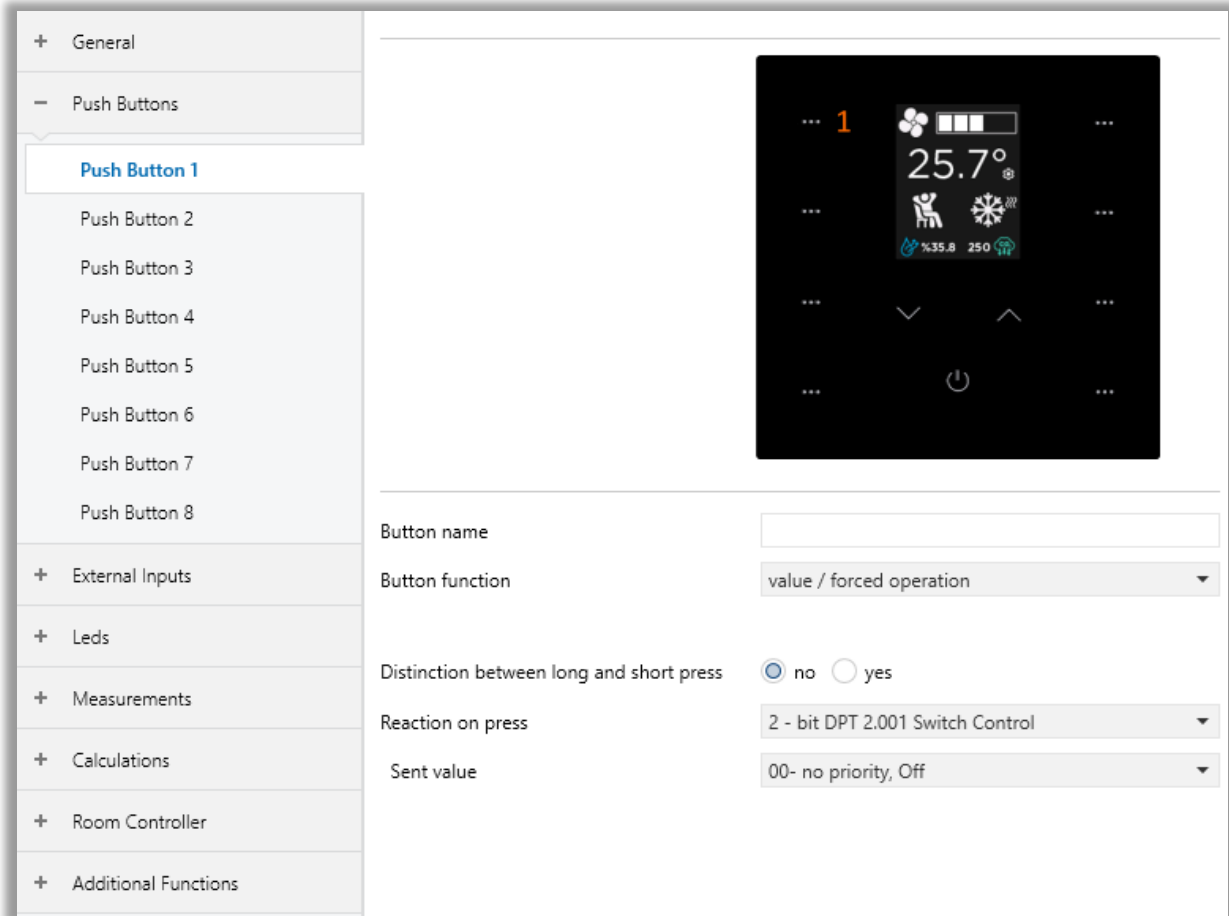 + General
− Push Buttons
Push Button 1
Push Button 2
Push Button 3
Push Button 4
Push Button 5
Push Button 6
Push Button 7
Push Button 8
+ External Inputs
+ Leds
+ Measurements
+ Calculations
+ Room Controller
+ Additional Functions
1
25.7°
%35.8 250
Button name
Button function value / forced operation
Distinction between long and short press no yes
Reaction on press 2 - bit DPT 2.001 Switch Control
Sent value 00- no priority, Off